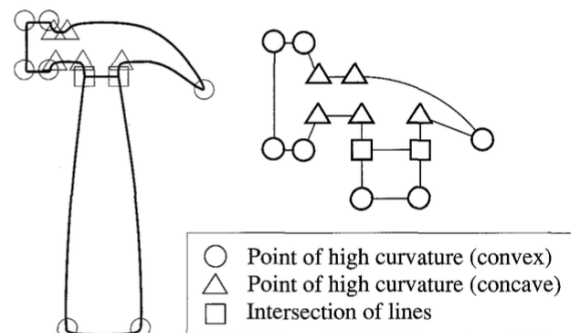 Point of high curvature (convex)
Point of high curvature (concave)
Intersection of lines